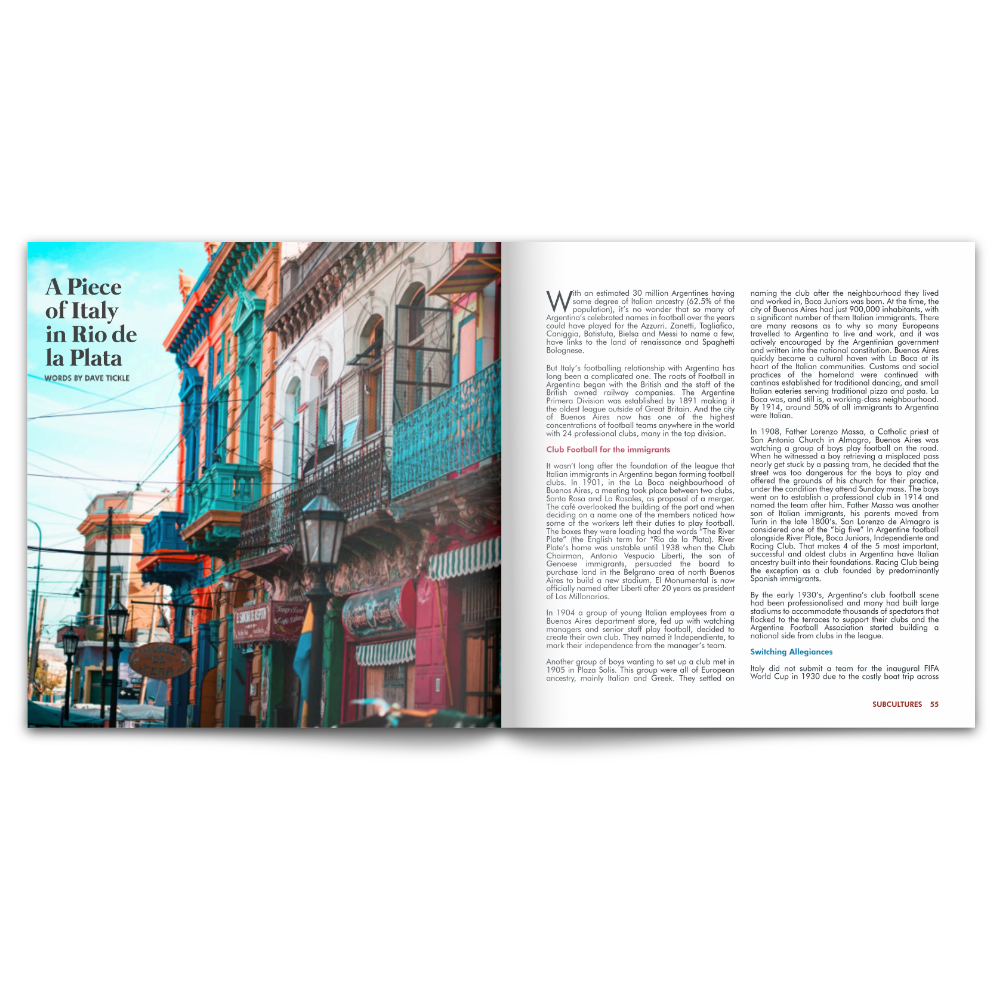 A Piece
of Italy
in Rio de
la Plata
WORDS BY DAVE TICKLE
With an estimated 30 million Argentines having
some degree of Italian ancestry (62.5% of the
population), it's no wonder that so many of
Argentina's celebrated names in football over the years
could have played for the Azzurri. Zanetti, Tagliafico,
Caniggia, Batistuta, Bielsa and Messi to name a few,
have links to the land of renaissance and Spaghetti
Bolognese.
But Italy's footballing relationship with Argentina has
long been a complicated one. The roots of Football in
Argentina began with the British and the staff of the
British owned railway companies. The Argentine
Primera Division was established by 1891 making it
the oldest league outside of Great Britain. And the city
of Buenos Aires now has one of the highest
concentrations of football teams anywhere in the world
with 24 professional clubs, many in the top division.
Club Football for the immigrants
It wasn't long after the foundation of the league that
Italian immigrants in Argentina began forming football
clubs. In 1901, in the La Boca neighbourhood of
Buenos Aires, a meeting took place between two clubs,
Santa Rosa and La Rosales, as proposal of a merger.
The café overlooked the building of the port and when
deciding on a name one of the members noticed how
some of the workers left their duties to play football.
The boxes they were loading had the words "The River
Plate" (the English term for "Rio de la Plata). River
Plate's home was unstable until 1938 when the Club
Chairman, Antonio Vespucio Liberti, the son of
Genoese immigrants, persuaded the board to
purchase land in the Belgrano area of north Buenos
Aires to build a new stadium. El Monumental is now
officially named after Liberti after 20 years as president
of Los Millonarios.
In 1904 a group of young Italian employees from a
Buenos Aires department store, fed up with watching
managers and senior staff play football, decided to
create their own club. They named it Independiente, to
mark their independence from the manager's team.
Another group of boys wanting to set up a club met in
1905 in Plaza Solis. This group were all of European
ancestry, mainly Italian and Greek. They settled on
naming the club after the neighbourhood they lived
and worked in, Boca Juniors was born. At the time, the
city of Buenos Aires had just 900,000 inhabitants, with
a significant number of them Italian immigrants. There
are many reasons as to why so many Europeans
travelled to Argentina to live and work, and it was
actively encouraged by the Argentinian government
and written into the national constitution. Buenos Aires
quickly become a cultural haven with La Boca at its
heart of the Italian communities. Customs and social
practices of the homeland were continued with
cantinas established for traditional dancing, and small
Italian eateries serving traditional pizza and pasta. La
Boca was, and still is, a working-class neighbourhood.
By 1914, around 50% of all immigrants to Argentina
were Italian.
In 1908, Father Lorenzo Massa, a Catholic priest at
San Antonio Church in Almagro, Buenos Aires was
watching a group of boys play football on the road.
When he witnessed a boy retrieving a misplaced pass
nearly get stuck by a passing tram, he decided that the
street was too dangerous for the boys to play and
offered the grounds of his church for their practice,
under the condition they attend Sunday mass. The boys
went on to establish a professional club in 1914 and
named the team after him. Father Massa was another
son of Italian immigrants, his parents moved from
Turin in the late 1800's. San Lorenzo de Almagro is
considered one of the "big five" In Argentine football
alongside River Plate, Boca Juniors, Independiente and
Racing Club. That makes 4 of the 5 most important,
successful and oldest clubs in Argentina have Italian
ancestry built into their foundations. Racing Club being
the exception as a club founded by predominantly
Spanish immigrants.
By the early 1930's, Argentina's club football scene
had been professionalised and many had built large
stadiums to accommodate thousands of spectators that
flocked to the terraces to support their clubs and the
Argentine Football Association started building a
national side from clubs in the league.
Switching Allegiances
Italy did not submit a team for the inaugural FIFA
World Cup in 1930 due to the costly boat trip across
SUBCULTURES 55